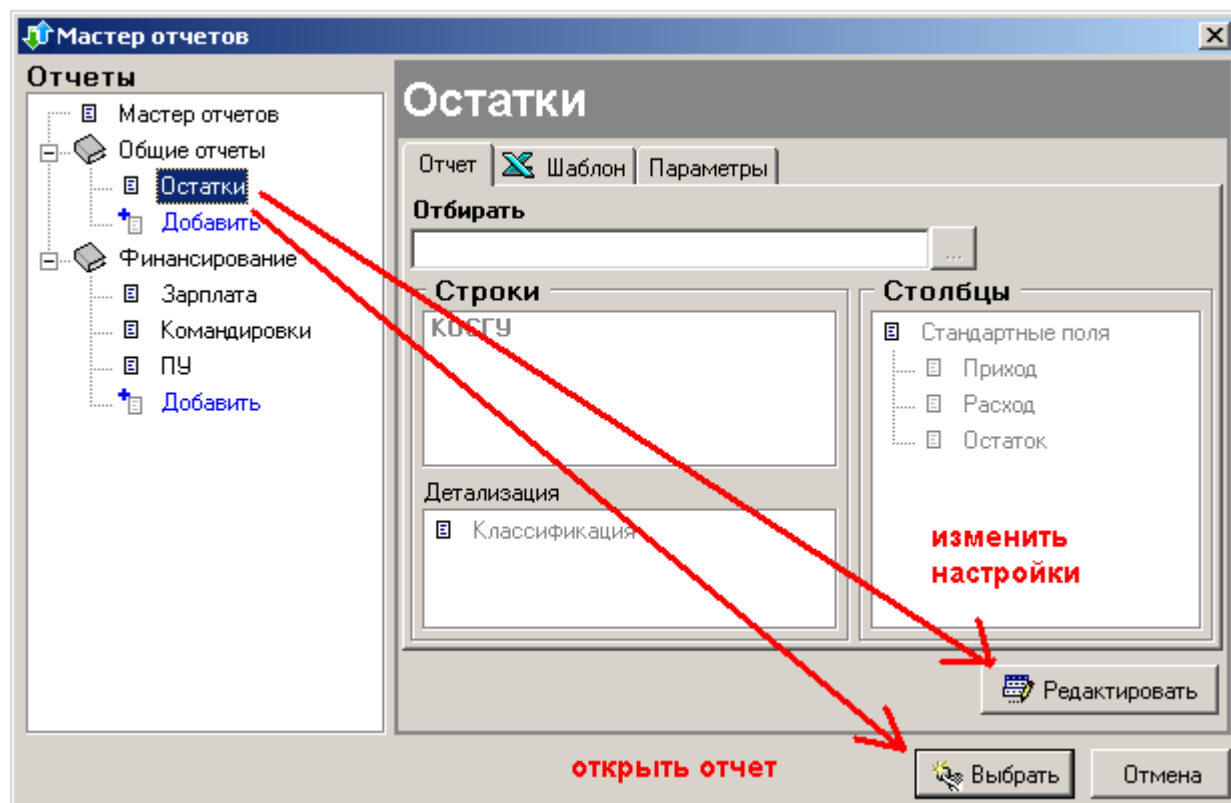 Мастер отчетов
Отчеты
Мастер отчетов
Общие отчеты
Остатки
Добавить
Финансирование
Зарплата
Командировки
ПУ
Добавить
Остатки
Отчет Шаблон Параметры
Отбирать
...
Строки
КОСГУ
Детализация
Классификация
Столбцы
Стандартные поля
Приход
Расход
Остаток
изменить
настройки
Редактировать
открыть отчет
Выбрать Отмена